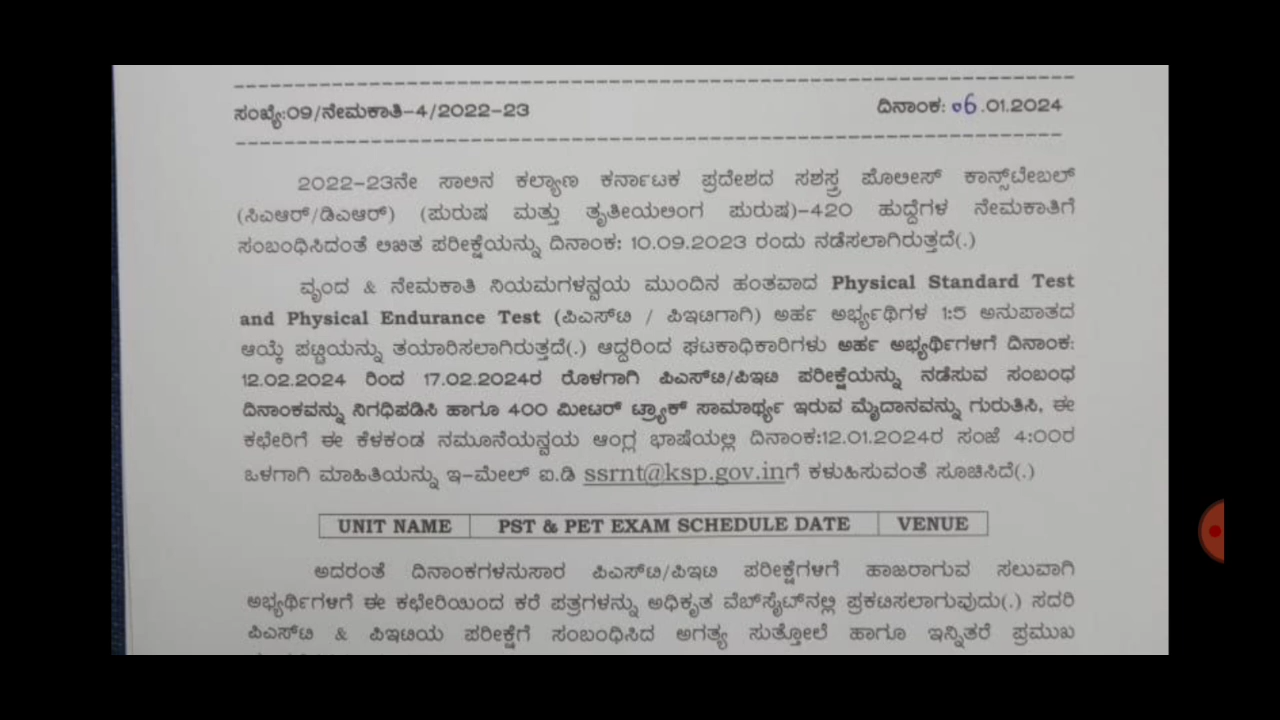 ಸಂಖ್ಯೆ:09/ನೇಮಕಾತಿ-4/2022-23 ದಿನಾಂಕ: 06.01.2024
2022-23ನೇ ಸಾಲಿನ ಕಲ್ಯಾಣ ಕರ್ನಾಟಕ ಪ್ರದೇಶದ ಸಶಸ್ತ್ರ ಪೊಲೀಸ್ ಕಾನ್ಸ್‌ಟೇಬಲ್
(ಸಿಎಆರ್/ಡಿಎಆರ್) (ಪುರುಷ ಮತ್ತು ತೃತೀಯಲಿಂಗ ಪುರುಷ)-420 ಹುದ್ದೆಗಳ ನೇಮಕಾತಿಗೆ
ಸಂಬಂಧಿಸಿದಂತೆ ಲಿಖಿತ ಪರೀಕ್ಷೆಯನ್ನು ದಿನಾಂಕ: 10.09.2023 ರಂದು ನಡೆಸಲಾಗಿರುತ್ತದೆ(.)
ವೃಂದ & ನೇಮಕಾತಿ ನಿಯಮಗಳನ್ವಯ ಮುಂದಿನ ಹಂತವಾದ Physical Standard Test
and Physical Endurance Test (ಪಿಎಸ್‌ಟಿ / ಪಿಇಟಿಗಾಗಿ) ಅರ್ಹ ಅಭ್ಯರ್ಥಿಗಳ 1:5 ಅನುಪಾತದ
ಆಯ್ಕೆ ಪಟ್ಟಿಯನ್ನು ತಯಾರಿಸಲಾಗಿರುತ್ತದೆ(.) ಆದ್ದರಿಂದ ಘಟಕಾಧಿಕಾರಿಗಳು ಅರ್ಹ ಅಭ್ಯರ್ಥಿಗಳಿಗೆ ದಿನಾಂಕ:
12.02.2024 ರಿಂದ 17.02.2024ರ ರೊಳಗಾಗಿ ಪಿಎಸ್‌ಟಿ/ಪಿಇಟಿ ಪರೀಕ್ಷೆಯನ್ನು ನಡೆಸುವ ಸಂಬಂಧ
ದಿನಾಂಕವನ್ನು ನಿಗಧಿಪಡಿಸಿ ಹಾಗೂ 400 ಮೀಟರ್ ಟ್ರ್ಯಾಕ್ ಸಾಮಾರ್ಥ್ಯ ಇರುವ ಮೈದಾನವನ್ನು ಗುರುತಿಸಿ, ಈ
ಕಛೇರಿಗೆ ಈ ಕೆಳಕಂಡ ನಮೂನೆಯನ್ವಯ ಆಂಗ್ಲ ಭಾಷೆಯಲ್ಲಿ ದಿನಾಂಕ:12.01.2024ರ ಸಂಜೆ 4:00ರ
ಒಳಗಾಗಿ ಮಾಹಿತಿಯನ್ನು ಇ-ಮೇಲ್ ಐ.ಡಿ ssrnt@ksp.gov.inಗೆ ಕಳುಹಿಸುವಂತೆ ಸೂಚಿಸಿದೆ(.)
UNIT NAME PST & PET EXAM SCHEDULE DATE VENUE
ಅದರಂತೆ ದಿನಾಂಕಗಳನುಸಾರ ಪಿಎಸ್‌ಟಿ/ಪಿಇಟಿ ಪರೀಕ್ಷೆಗಳಿಗೆ ಹಾಜರಾಗುವ ಸಲುವಾಗಿ
ಅಭ್ಯರ್ಥಿಗಳಿಗೆ ಈ ಕಛೇರಿಯಿಂದ ಕರೆ ಪತ್ರಗಳನ್ನು ಅಧಿಕೃತ ವೆಬ್‌ಸೈಟ್‌ನಲ್ಲಿ ಪ್ರಕಟಿಸಲಾಗುವುದು(.) ಸದರಿ
ಪಿಎಸ್‌ಟಿ & ಪಿಇಟಿಯ ಪರೀಕ್ಷೆಗೆ ಸಂಬಂಧಿಸಿದ ಅಗತ್ಯ ಸುತ್ತೋಲೆ ಹಾಗೂ ಇನ್ನಿತರೆ ಪ್ರಮುಖ